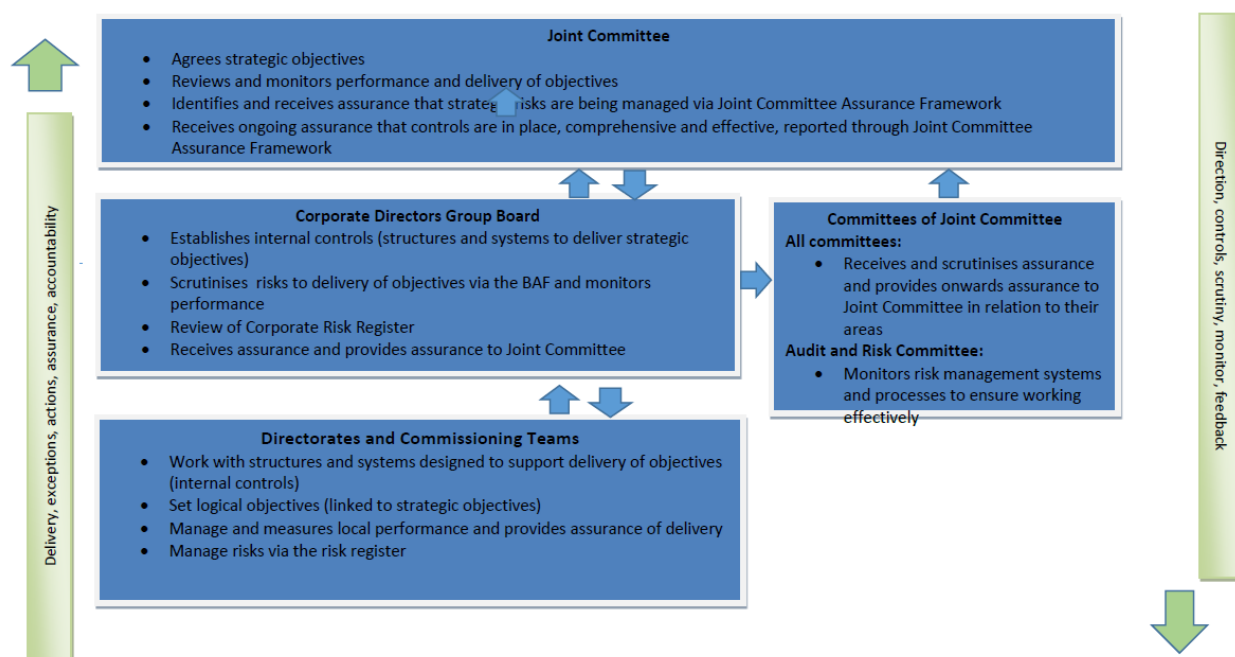 Joint Committee
• Agrees strategic objectives
• Reviews and monitors performance and delivery of objectives
• Identifies and receives assurance that strategic risks are being managed via Joint Committee Assurance Framework
• Receives ongoing assurance that controls are in place, comprehensive and effective, reported through Joint Committee
Assurance Framework
Corporate Directors Group Board
• Establishes internal controls (structures and systems to deliver strategic
objectives)
• Scrutinises risks to delivery of objectives via the BAF and monitors
performance
• Review of Corporate Risk Register
• Receives assurance and provides assurance to Joint Committee
Committees of Joint Committee
All committees:
• Receives and scrutinises assurance
and provides onwards assurance to
Joint Committee in relation to their
areas
Audit and Risk Committee:
• Monitors risk management systems
and processes to ensure working
effectively
Directorates and Commissioning Teams
• Work with structures and systems designed to support delivery of objectives
(internal controls)
• Set logical objectives (linked to strategic objectives)
• Manage and measures local performance and provides assurance of delivery
• Manage risks via the risk register
Delivery, exceptions, actions, assurance, accountability
Direction, controls, scrutiny, monitor, feedback